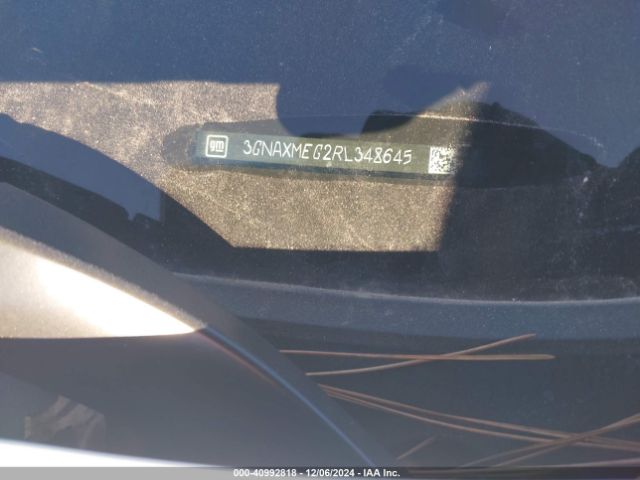 gm 3GNAXMEG2RL348645
000-40992818 - 12/06/2024 - IAA Inc.